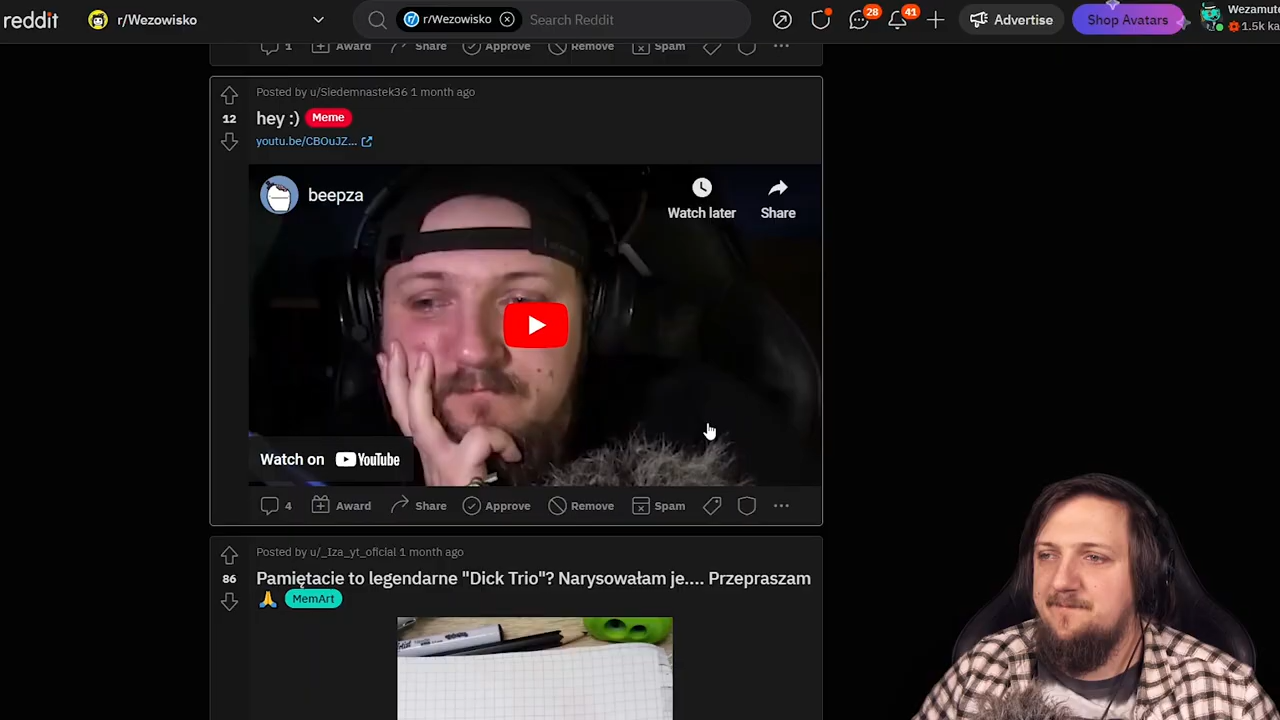 reddit r/Wezowisko r/Wezowisko Search Reddit 28 41 Advertise Shop Avatars Wezamuto
1.5k ka
1 Award Share Approve Remove Spam
Posted by u/Siedemnastek36 1 month ago
12 hey :) Meme
youtu.be/CBOuJZ...
beepza
Watch later Share
Watch on YouTube
4 Award Share Approve Remove Spam
Posted by u/_Iza_yt_oficial 1 month ago
86 Pamiętacie to legendarne "Dick Trio"? Narysowałam je.... Przepraszam
🙏 MemArt